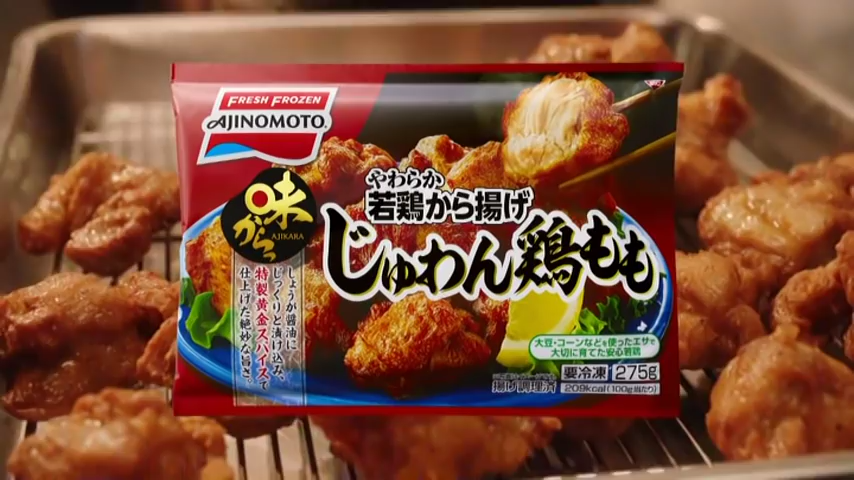 FRESH FROZEN
AJINOMOTO
味から
AJIKARA
やわらか
若鶏から揚げ
じゅわん鶏もも
しょうが醤油に
じっくりと漬け込み、
特製黄金スパイスで
仕上げた絶妙な旨さ。
大豆・コーンなどを使ったエサで
大切に育てた安心若鶏
揚げ調理済
要冷凍
275g
209kcal(100g当たり)